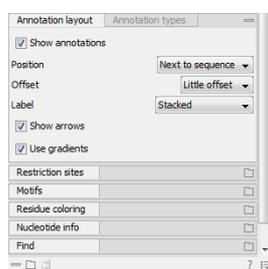 Annotation layout Annotation types
Show annotations
Position Next to sequence
Offset Little offset
Label Stacked
Show arrows
Use gradients
Restriction sites
Motifs
Residue coloring
Nucleotide info
Find
?